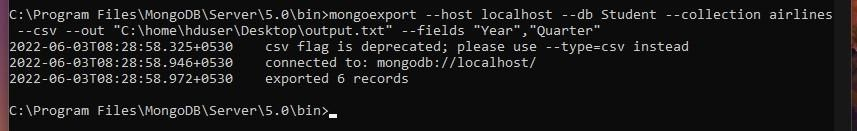 C:\Program Files\MongoDB\Server\5.0\bin>mongoexport --host localhost --db Student --collection airlines
--csv --out "C:\home\hduser\Desktop\output.txt" --fields "Year","Quarter"
2022-06-03T08:28:58.325+0530    csv flag is deprecated; please use --type=csv instead
2022-06-03T08:28:58.946+0530    connected to: mongodb://localhost/
2022-06-03T08:28:58.972+0530    exported 6 records
C:\Program Files\MongoDB\Server\5.0\bin>